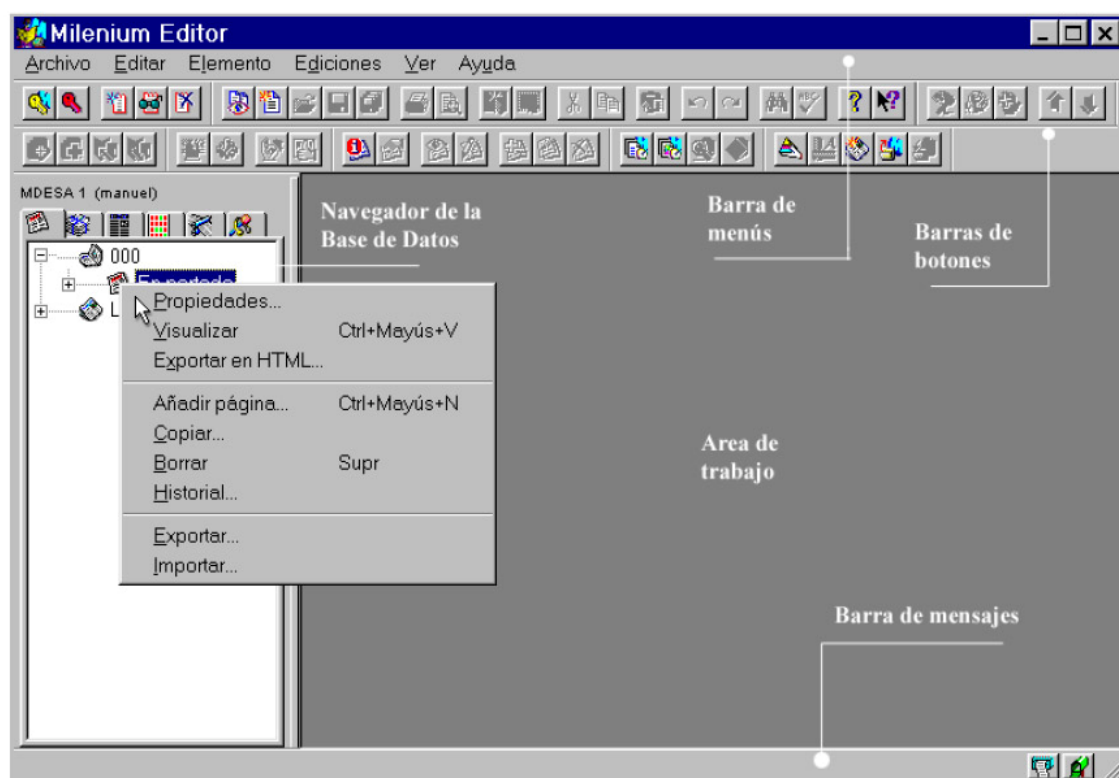 Milenium Editor
Archivo Editar Elemento Ediciones Ver Ayuda
MDESA 1 (manuel)
Navegador de la
Base de Datos
Barra de
menús
Barras de
botones
000
En portada
L
Propiedades...
Visualizar Ctrl+Mayús+V
Exportar en HTML...
Añadir página... Ctrl+Mayús+N
Copiar...
Borrar Supr
Historial...
Exportar...
Importar...
Area de
trabajo
Barra de mensajes